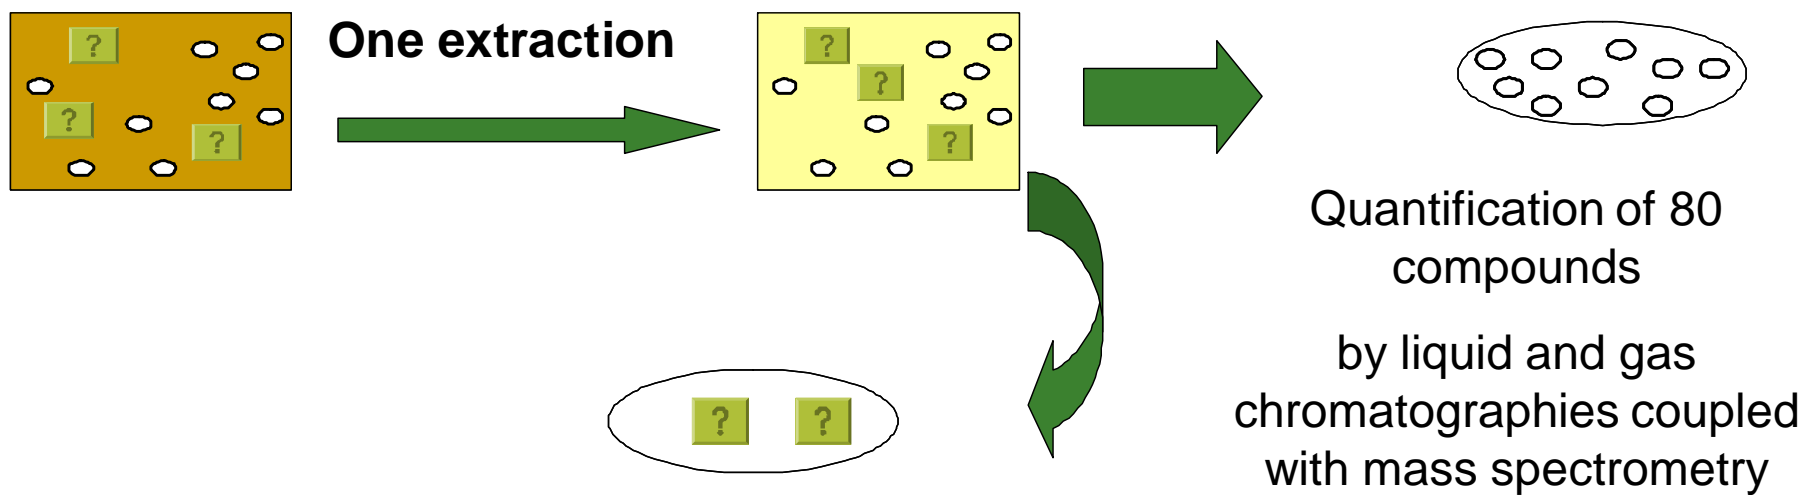 ? ? ?
One extraction
? ? ?
Quantification of 80
compounds
by liquid and gas
chromatographies coupled
with mass spectrometry
? ?